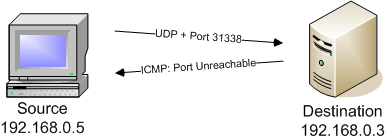 UDP + Port 31338
ICMP: Port Unreachable
Source
192.168.0.5
Destination
192.168.0.3